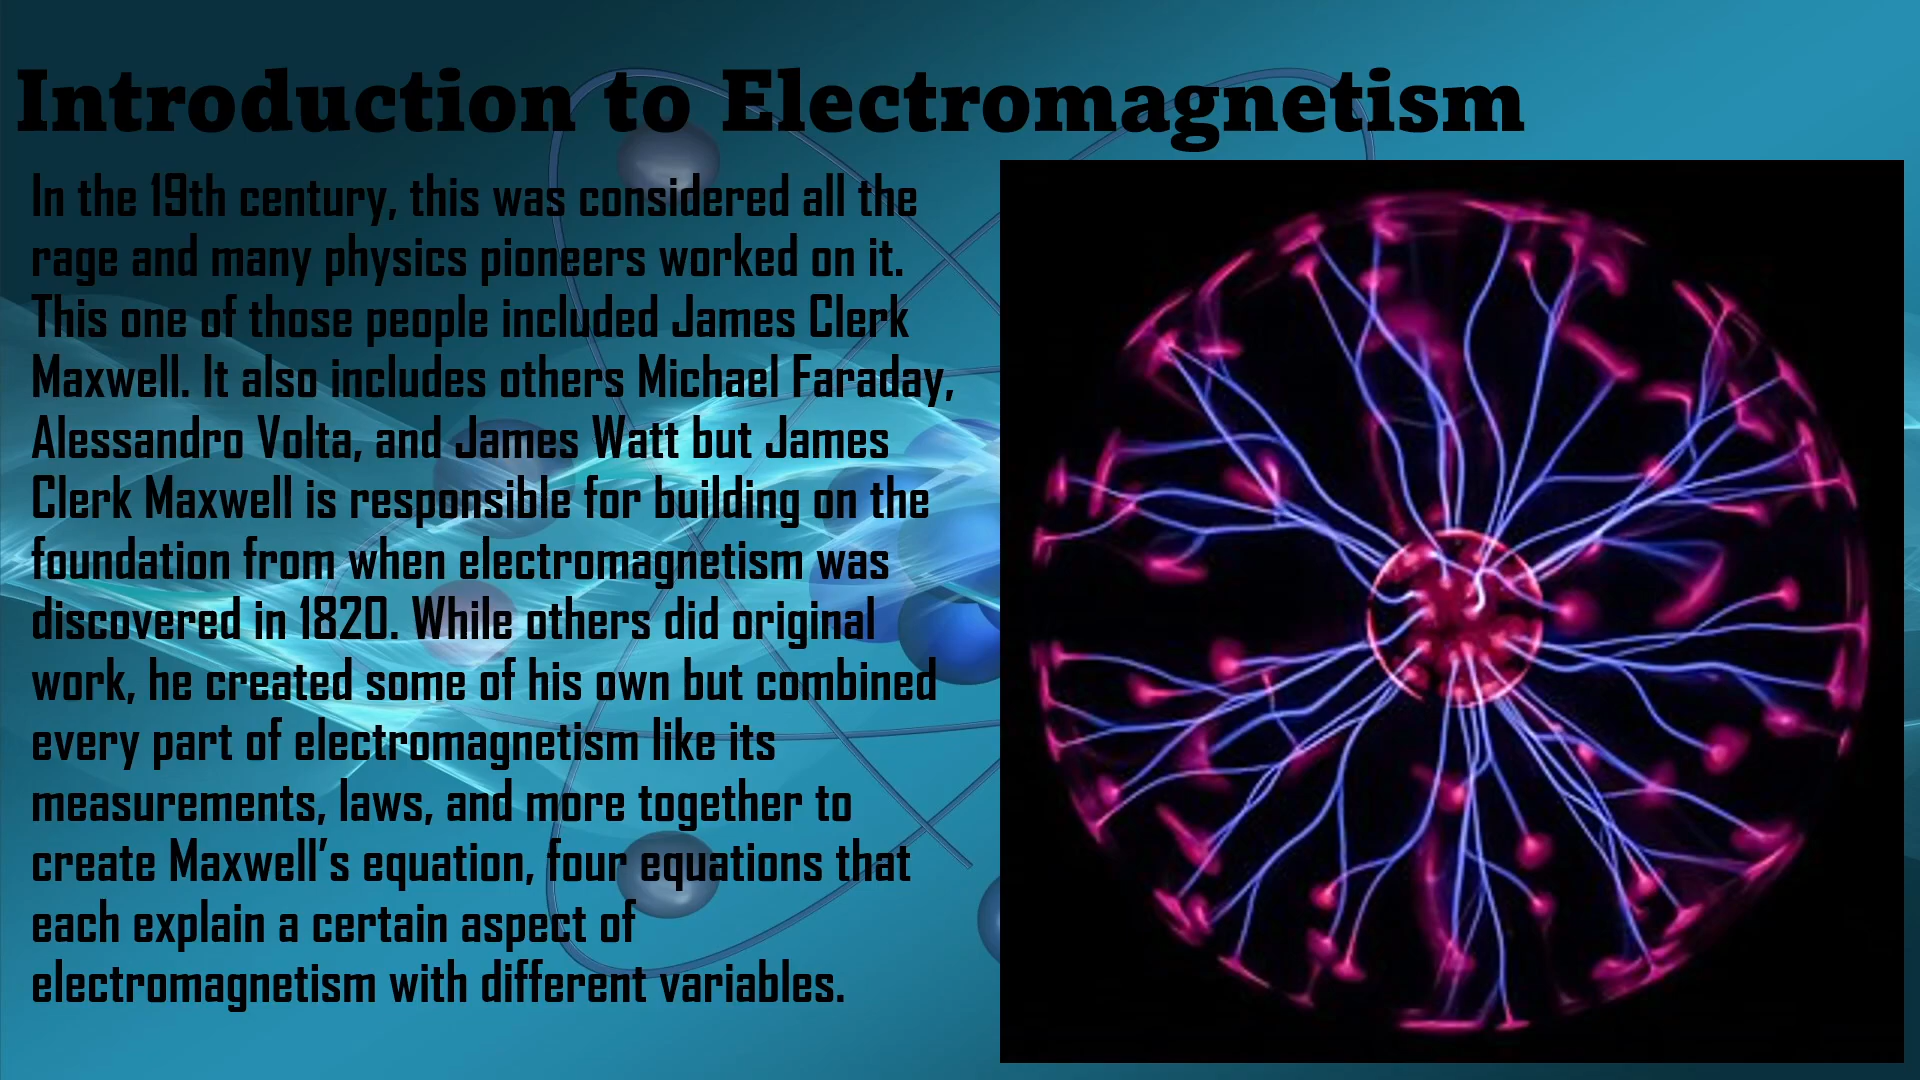 Introduction to Electromagnetism
In the 19th century, this was considered all the
rage and many physics pioneers worked on it.
This one of those people included James Clerk
Maxwell. It also includes others Michael Faraday,
Alessandro Volta, and James Watt but James
Clerk Maxwell is responsible for building on the
foundation from when electromagnetism was
discovered in 1820. While others did original
work, he created some of his own but combined
every part of electromagnetism like its
measurements, laws, and more together to
create Maxwell’s equation, four equations that
each explain a certain aspect of
electromagnetism with different variables.